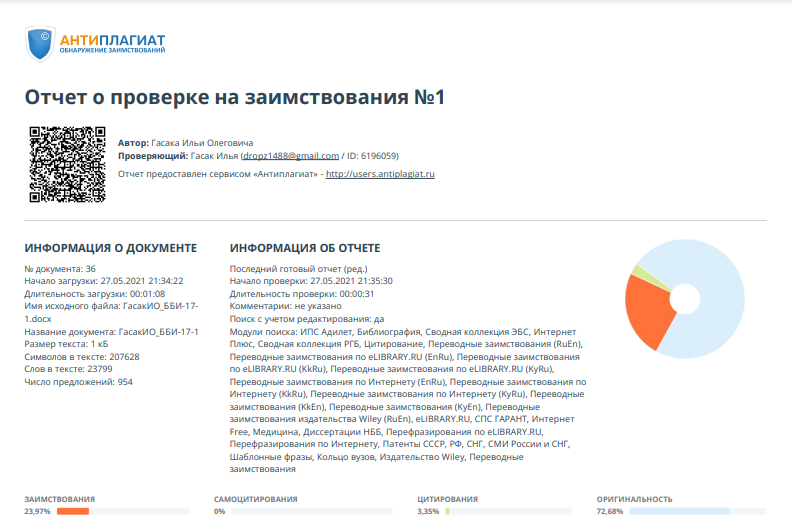 АНТИПЛАГИАТ
ОБНАРУЖЕНИЕ ЗАИМСТВОВАНИЙ
Отчет о проверке на заимствования №1
Автор: Гасака Ильи Олеговича
Проверяющий: Гасак Илья (dropz1488@gmail.com / ID: 6196059)
Отчет предоставлен сервисом «Антиплагиат» - http://users.antiplagiat.ru
ИНФОРМАЦИЯ О ДОКУМЕНТЕ
№ документа: 36
Начало загрузки: 27.05.2021 21:34:22
Длительность загрузки: 00:01:08
Имя исходного файла: ГасакИО_ББИ-17-
1.docx
Название документа: ГасакИО_ББИ-17-1
Размер текста: 1 кБ
Cимволов в тексте: 207628
Слов в тексте: 23799
Число предложений: 954
ИНФОРМАЦИЯ ОБ ОТЧЕТЕ
Последний готовый отчет (ред.)
Начало проверки: 27.05.2021 21:35:30
Длительность проверки: 00:00:31
Комментарии: не указано
Поиск с учетом редактирования: да
Модули поиска: ИПС Адилет, Библиография, Сводная коллекция ЭБС, Интернет
Плюс, Сводная коллекция РГБ, Цитирование, Переводные заимствования (RuEn),
Переводные заимствования по eLIBRARY.RU (EnRu), Переводные заимствования
по eLIBRARY.RU (KkRu), Переводные заимствования по eLIBRARY.RU (KyRu),
Переводные заимствования по Интернету (EnRu), Переводные заимствования по
Интернету (KkRu), Переводные заимствования по Интернету (KyRu), Переводные
заимствования (KkEn), Переводные заимствования (KyEn), Переводные
заимствования издательства Wiley (RuEn), eLIBRARY.RU, СПС ГАРАНТ, Интернет
Free, Медицина, Диссертации НББ, Перефразирования по eLIBRARY.RU,
Перефразирования по Интернету, Патенты СССР, РФ, СНГ, СМИ России и СНГ,
Шаблонные фразы, Кольцо вузов, Издательство Wiley, Переводные
заимствования
ЗАИМСТВОВАНИЯ
23,97%
САМОЦИТИРОВАНИЯ
0%
ЦИТИРОВАНИЯ
3,35%
ОРИГИНАЛЬНОСТЬ
72,68%